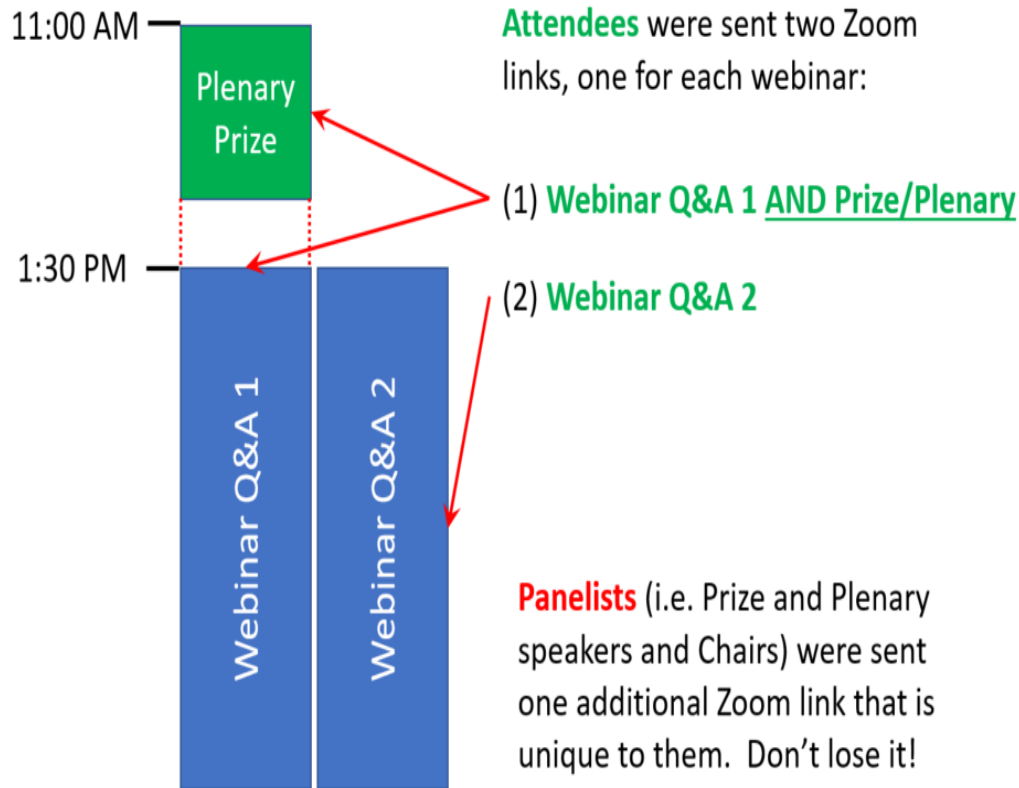 11:00 AM
Plenary
Prize
Attendees were sent two Zoom
links, one for each webinar:
(1) Webinar Q&A 1 AND Prize/Plenary
1:30 PM
(2) Webinar Q&A 2
Webinar Q&A 1
Webinar Q&A 2
Panelists (i.e. Prize and Plenary
speakers and Chairs) were sent
one additional Zoom link that is
unique to them.  Don’t lose it!